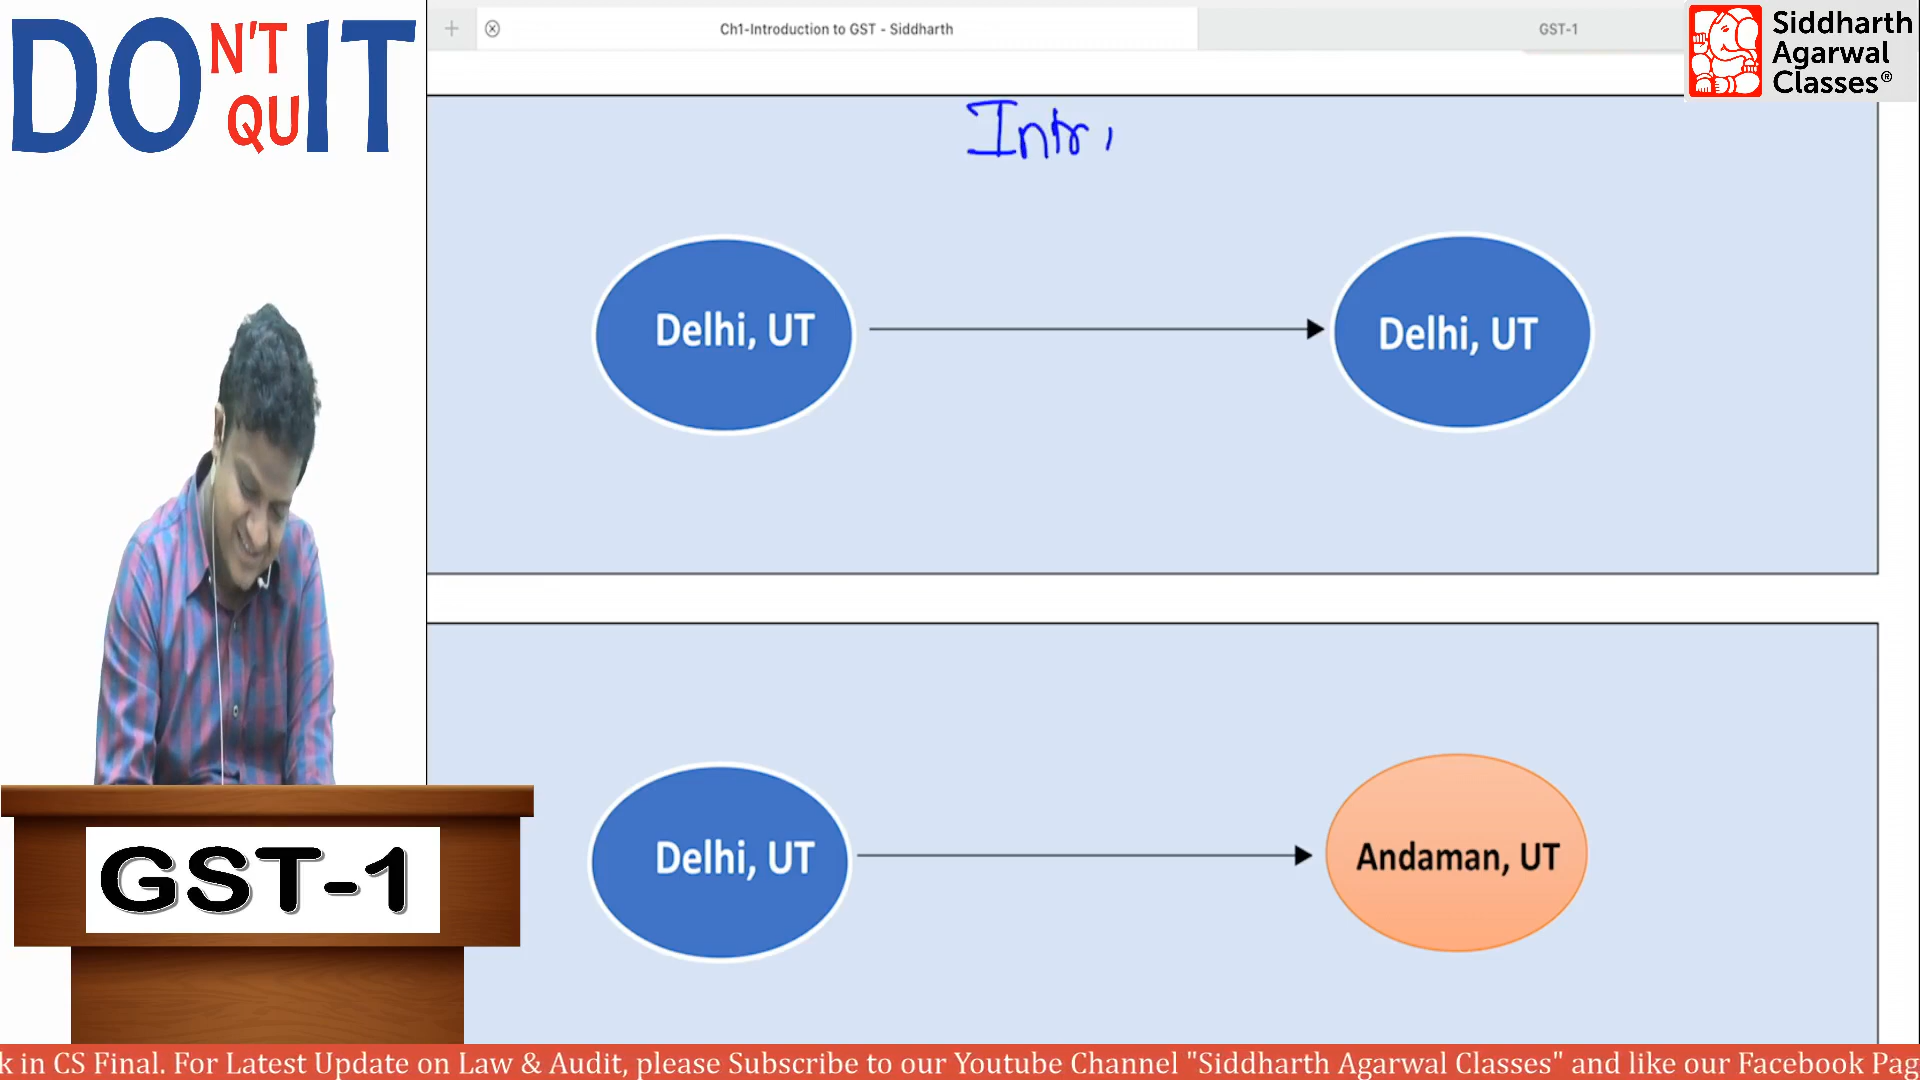 DON'T QUIT
Ch1-Introduction to GST - Siddharth
GST-1
Siddharth
Agarwal
Classes®
Intr
Delhi, UT
Delhi, UT
Delhi, UT
Andaman, UT
GST-1
k in CS Final. For Latest Update on Law & Audit, please Subscribe to our Youtube Channel "Siddharth Agarwal Classes" and like our Facebook Pag